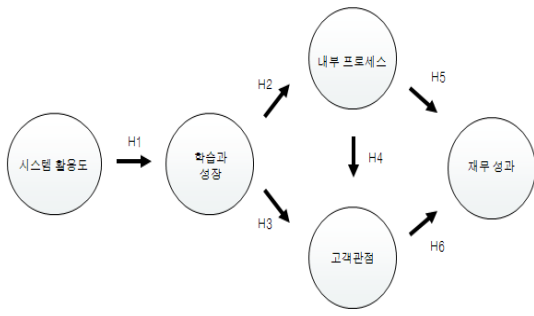 내부 프로세스
H2
H5
H1
시스템 활용도
학습과
성장
H4
재무 성과
H3
고객관점
H6